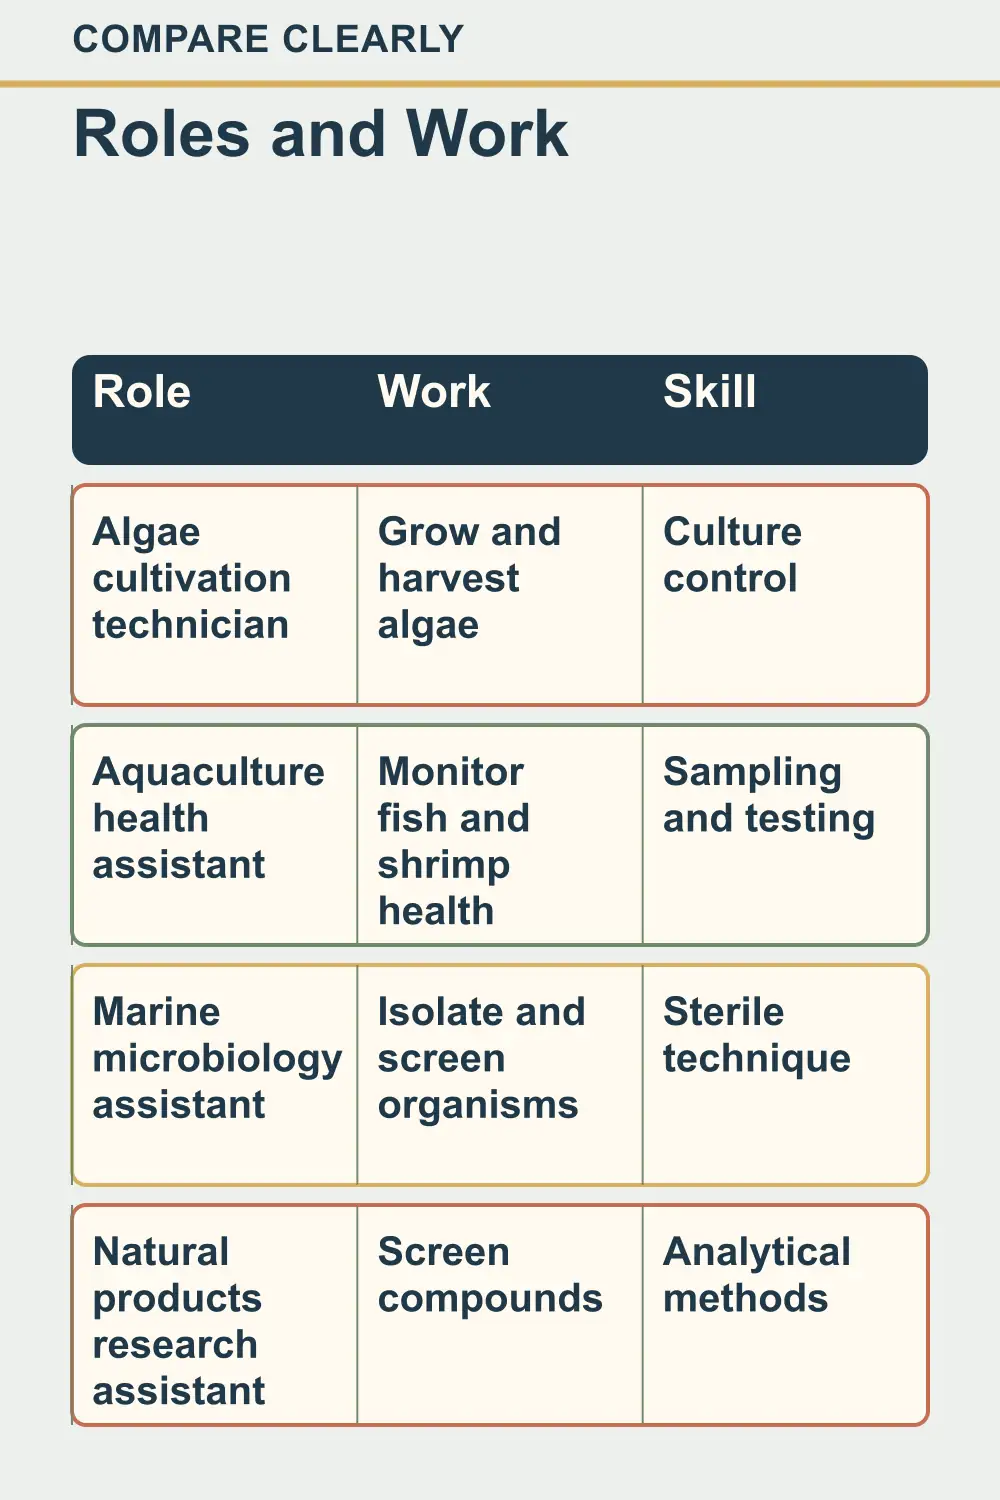 COMPARE CLEARLY
Roles and Work
Role Work Skill
Algae
cultivation
technician
Grow and
harvest
algae
Culture
control
Aquaculture
health
assistant
Monitor
fish and
shrimp
health
Sampling
and testing
Marine
microbiology
assistant
Isolate and
screen
organisms
Sterile
technique
Natural
products
research
assistant
Screen
compounds
Analytical
methods